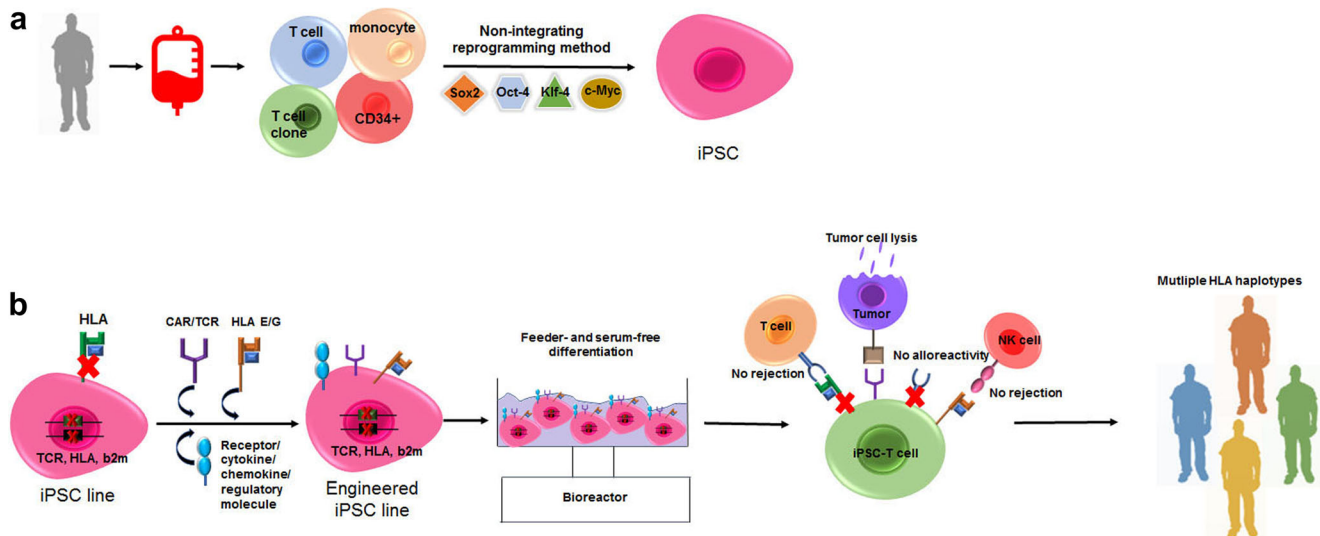 a
T cell
monocyte
T cell
clone
CD34+
Non-integrating
reprogramming method
Sox2
Oct-4
Klf-4
c-Myc
iPSC
b
HLA
TCR, HLA, b2m
iPSC line
CAR/TCR
HLA E/G
Receptor/
cytokine/
chemokine/
regulatory
molecule
TCR, HLA, b2m
Engineered
iPSC line
Feeder- and serum-free
differentiation
Bioreactor
Tumor cell lysis
Tumor
T cell
No rejection
No alloreactivity
NK cell
No rejection
iPSC-T cell
Mutliple HLA haplotypes